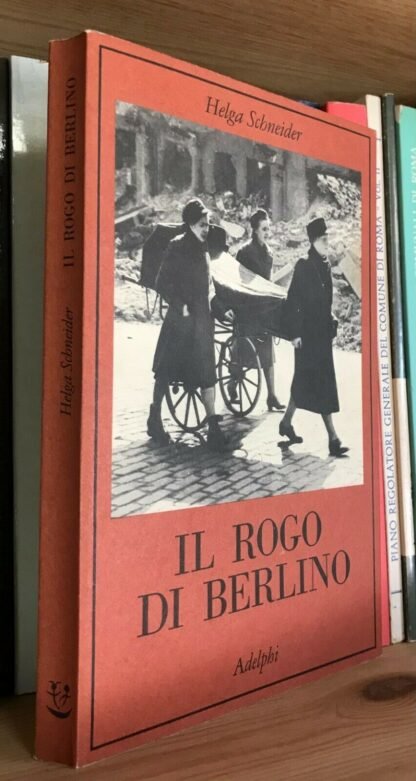 Helga Schneider
IL ROGO
DI BERLINO
Adelphi
Helga Schneider
IL ROGO DI BERLINO
PIANO REGOLATORE GENERALE DEL COMUNE DI ROMA